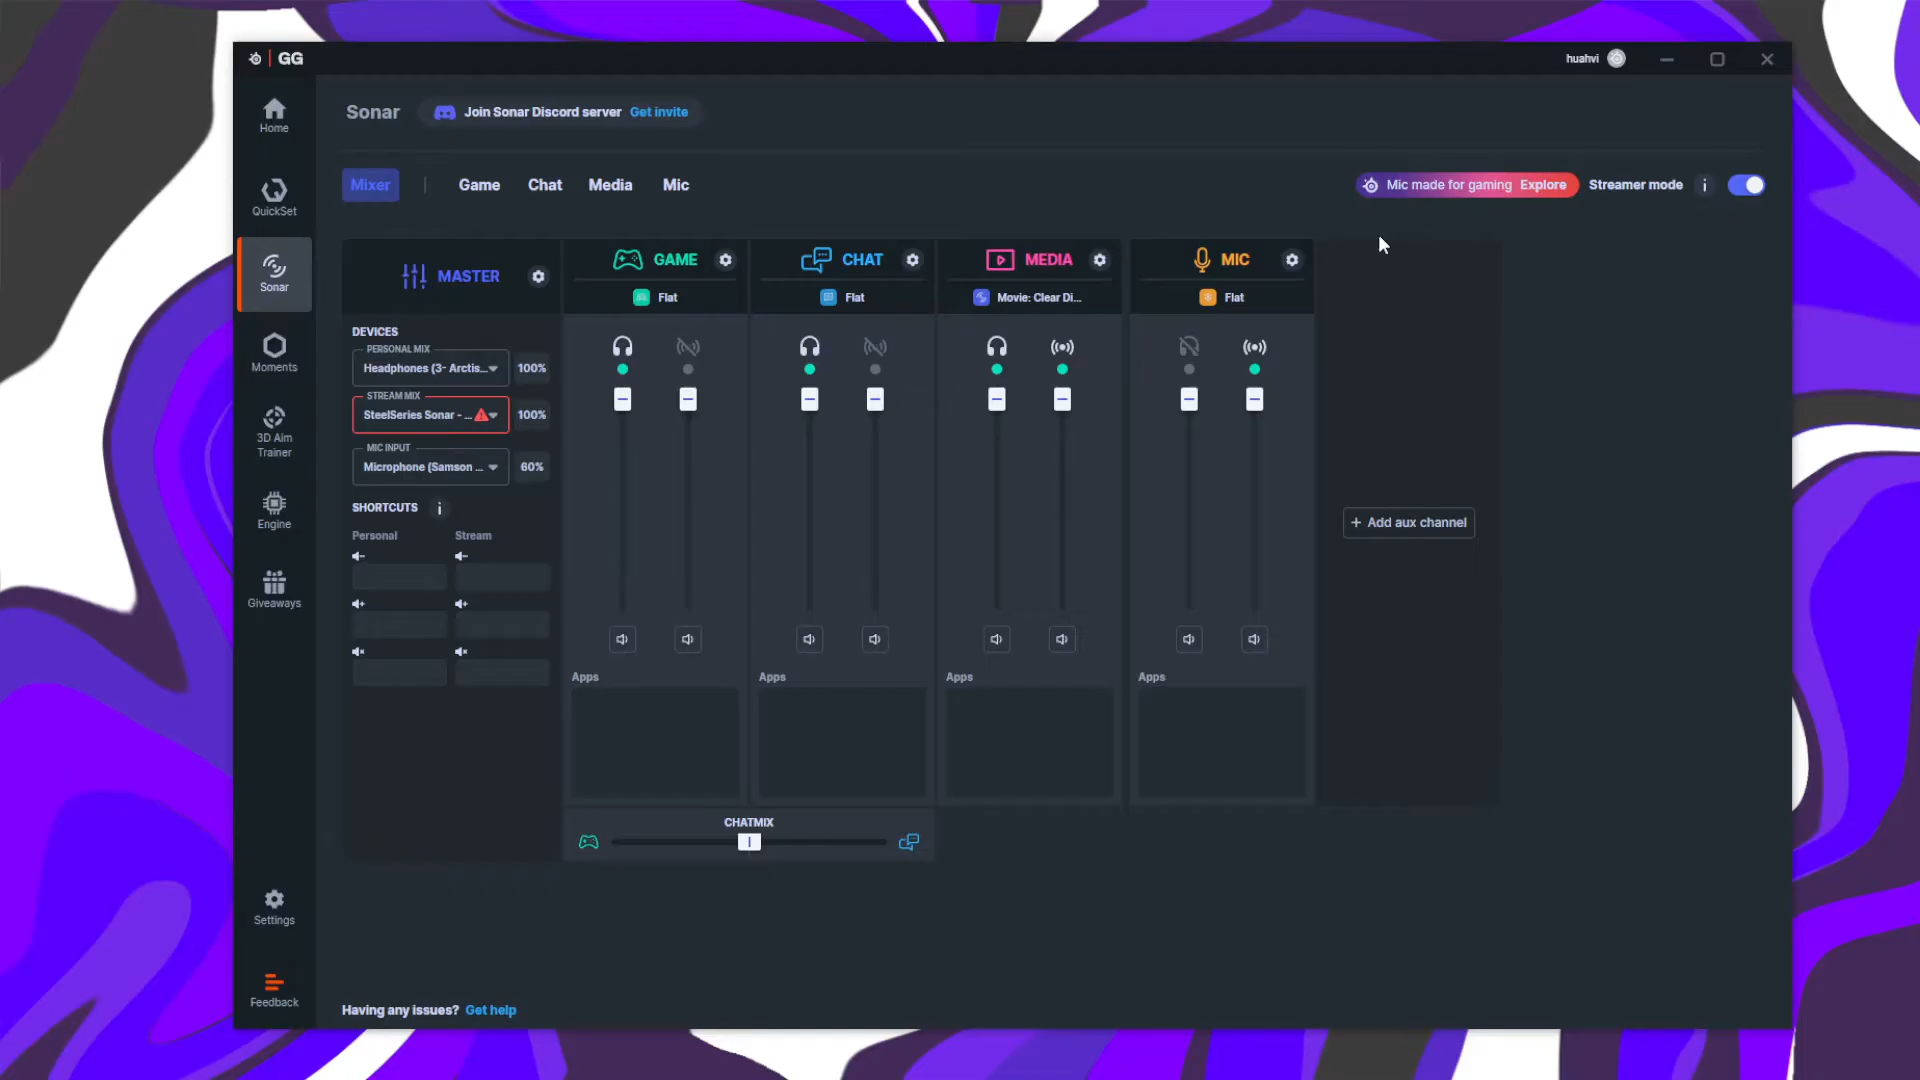 GG
huahvi
Home
QuickSet
Sonar
Moments
3D Aim
Trainer
Engine
Giveaways
Settings
Feedback
Sonar
Join Sonar Discord server Get invite
Mixer
Game
Chat
Media
Mic
Mic made for gaming Explore
Streamer mode
MASTER
GAME
Flat
CHAT
Flat
MEDIA
Movie: Clear Di...
MIC
Flat
DEVICES
PERSONAL MIX
Headphones (3- Arctis...
100%
STREAM MIX
SteelSeries Sonar - ...
100%
MIC INPUT
Microphone (Samson ...
60%
SHORTCUTS
Personal
Stream
Apps
Apps
Apps
Apps
+ Add aux channel
CHATMIX
Having any issues? Get help